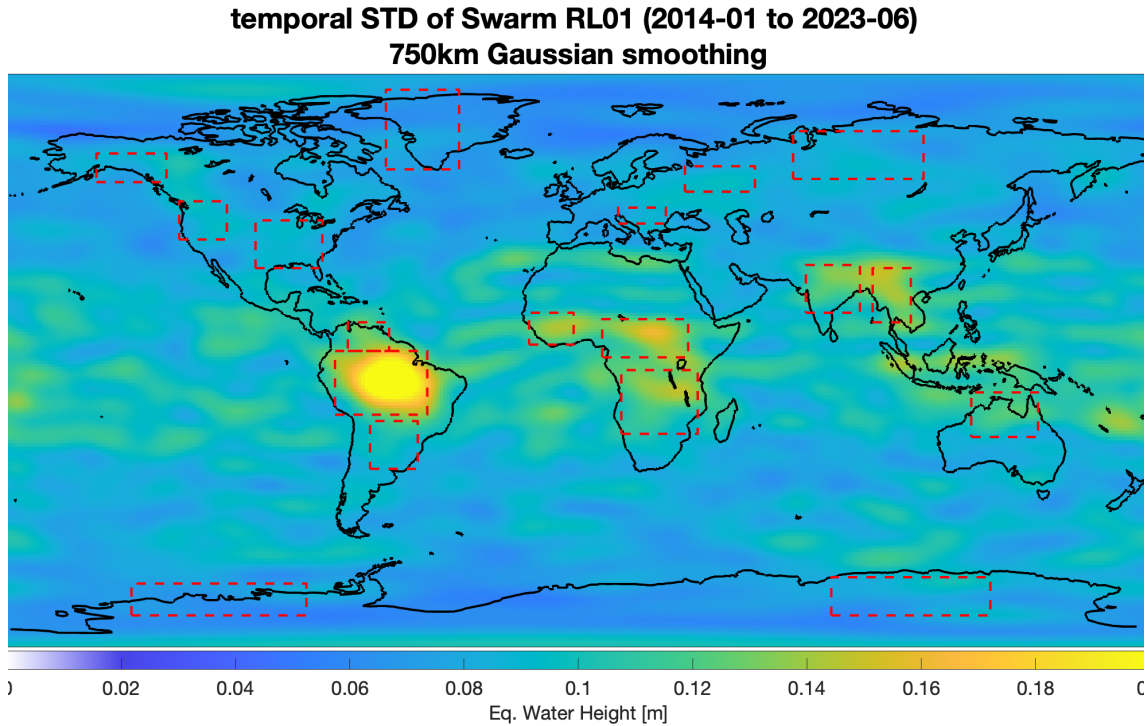 temporal STD of Swarm RL01 (2014-01 to 2023-06)
750km Gaussian smoothing
0 0.02 0.04 0.06 0.08 0.1 0.12 0.14 0.16 0.18
Eq. Water Height [m]